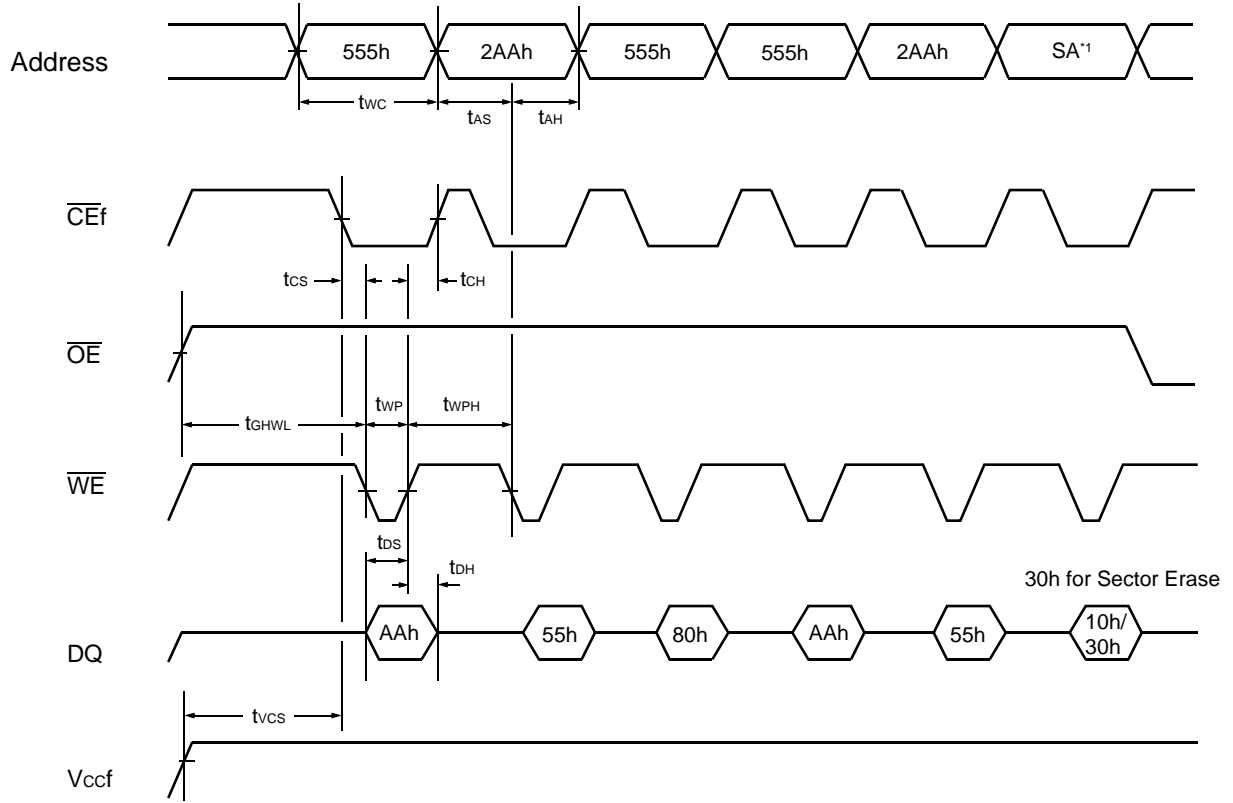 Address
555h 2AAh 555h 555h 2AAh SA*1
tWC tAS tAH
CEf
tCS tCH
OE
tGHWL tWP tWPH
WE
tDS
tDH
30h for Sector Erase
DQ
AAh 55h 80h AAh 55h 10h/
30h
tVCS
VCCf